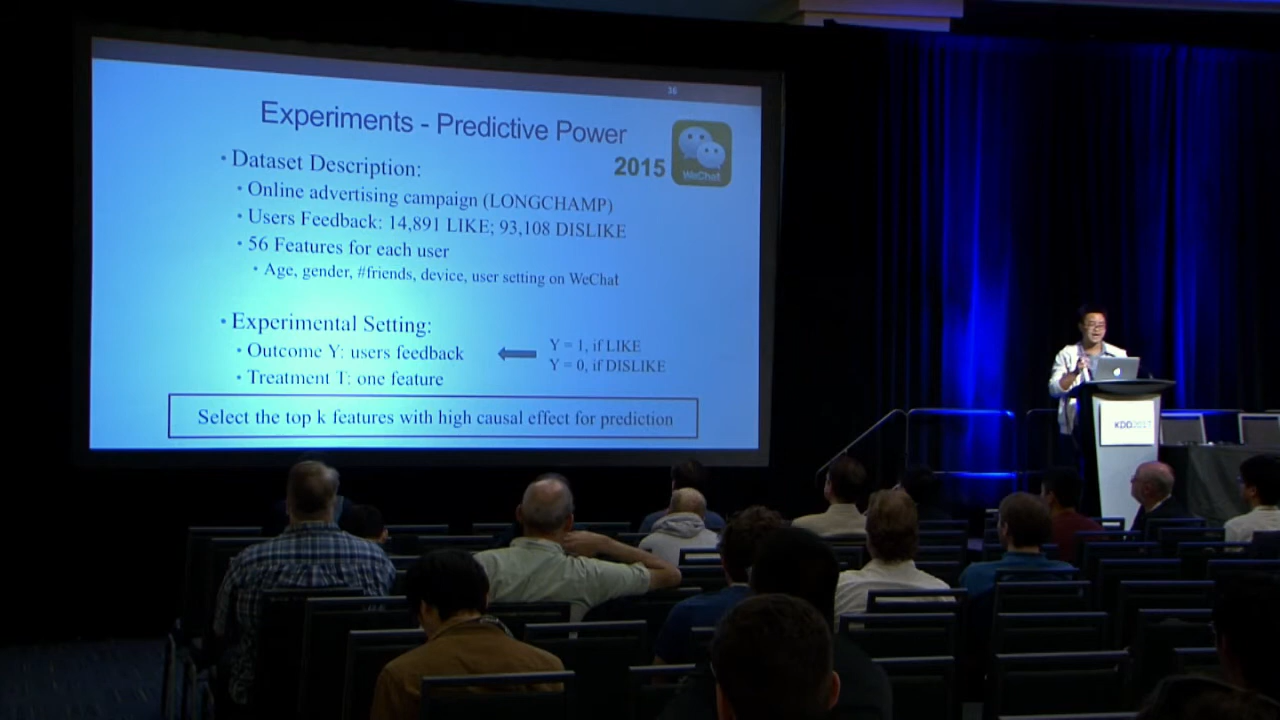 36
Experiments - Predictive Power
2015
WeChat
• Dataset Description:
• Online advertising campaign (LONGCHAMP)
• Users Feedback: 14,891 LIKE; 93,108 DISLIKE
• 56 Features for each user
• Age, gender, #friends, device, user setting on WeChat
• Experimental Setting:
• Outcome Y: users feedback
Y = 1, if LIKE
Y = 0, if DISLIKE
• Treatment T: one feature
Select the top k features with high causal effect for prediction
KDD2017